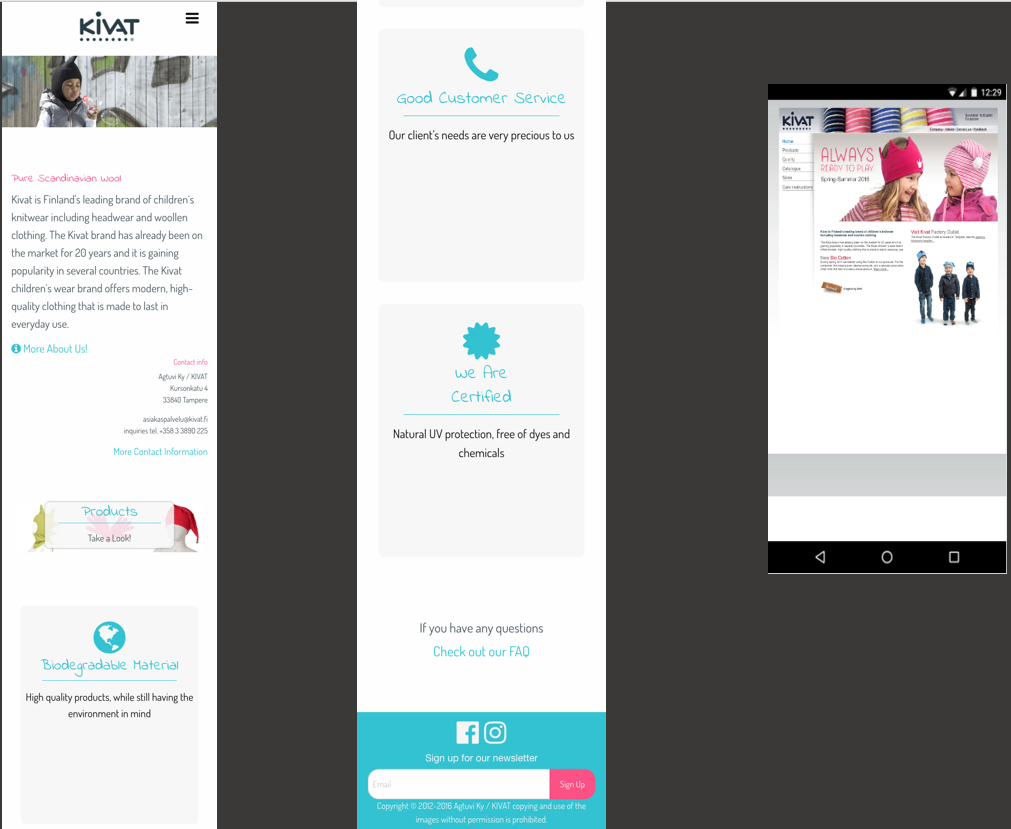 KIVAT
Pure Scandinavian Wool
Kivat is Finland's leading brand of children's
knitwear including headwear and woollen
clothing. The Kivat brand has already been on
the market for 20 years and it is gaining
popularity in several countries. The Kivat
children's wear brand offers modern, high-
quality clothing that is made to last in
everyday use.
More About Us!
Contact info
Agtuvi Ky / KIVAT
Kursonkatu 4
33840 Tampere
asiakaspalvelu@kivat.fi
inquiries tel. +358 3 3890 225
More Contact Information
Products
Take a Look!
Biodegradable Material
High quality products, while still having the
environment in mind
Good Customer Service
Our client's needs are very precious to us
We Are
Certified
Natural UV protection, free of dyes and
chemicals
If you have any questions
Check out our FAQ
Sign up for our newsletter
Email
Sign Up
Copyright © 2012-2016 Agtuvi Ky / KIVAT copying and use of the
images without permission is prohibited.
12:29
KIVAT
Home
Products
Quality
Catalogue
Store
Care instructions
ALWAYS
READY TO PLAY
Spring-Summer 2016
Visit Kivat Factory Outlet
New Bio Cotton